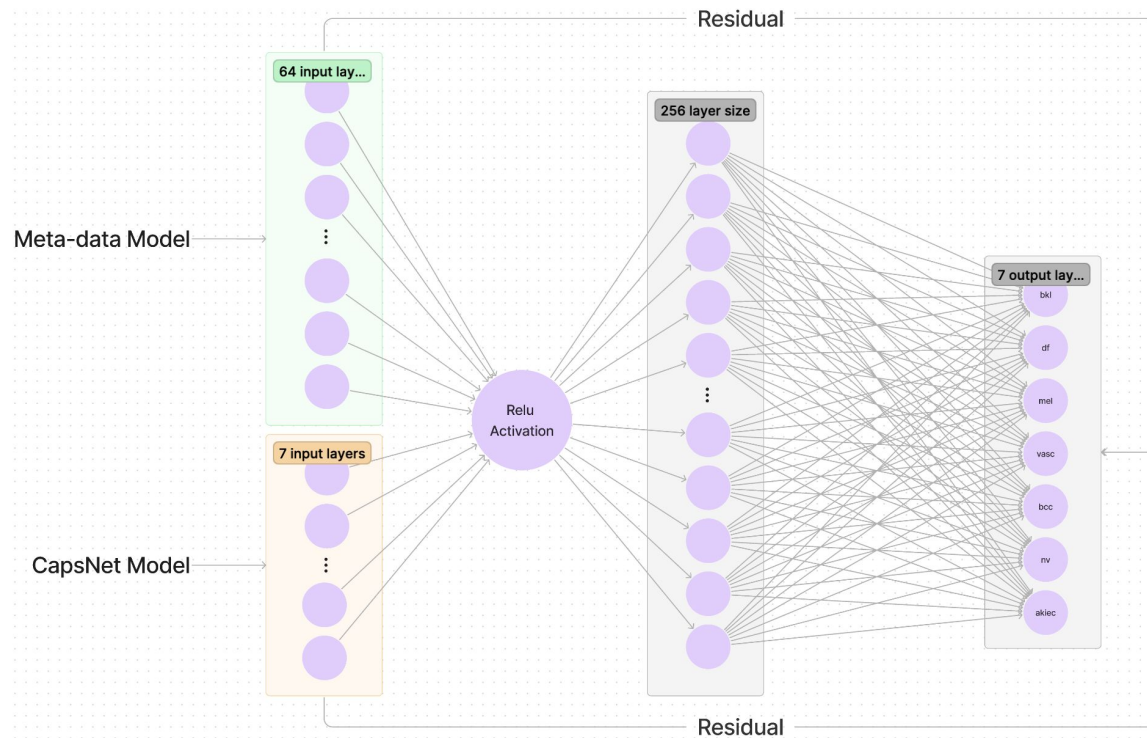 Residual
64 input lay...
256 layer size
Meta-data Model
7 output lay...
bkl
df
mel
vasc
bcc
nv
akiec
Relu
Activation
7 input layers
CapsNet Model
Residual